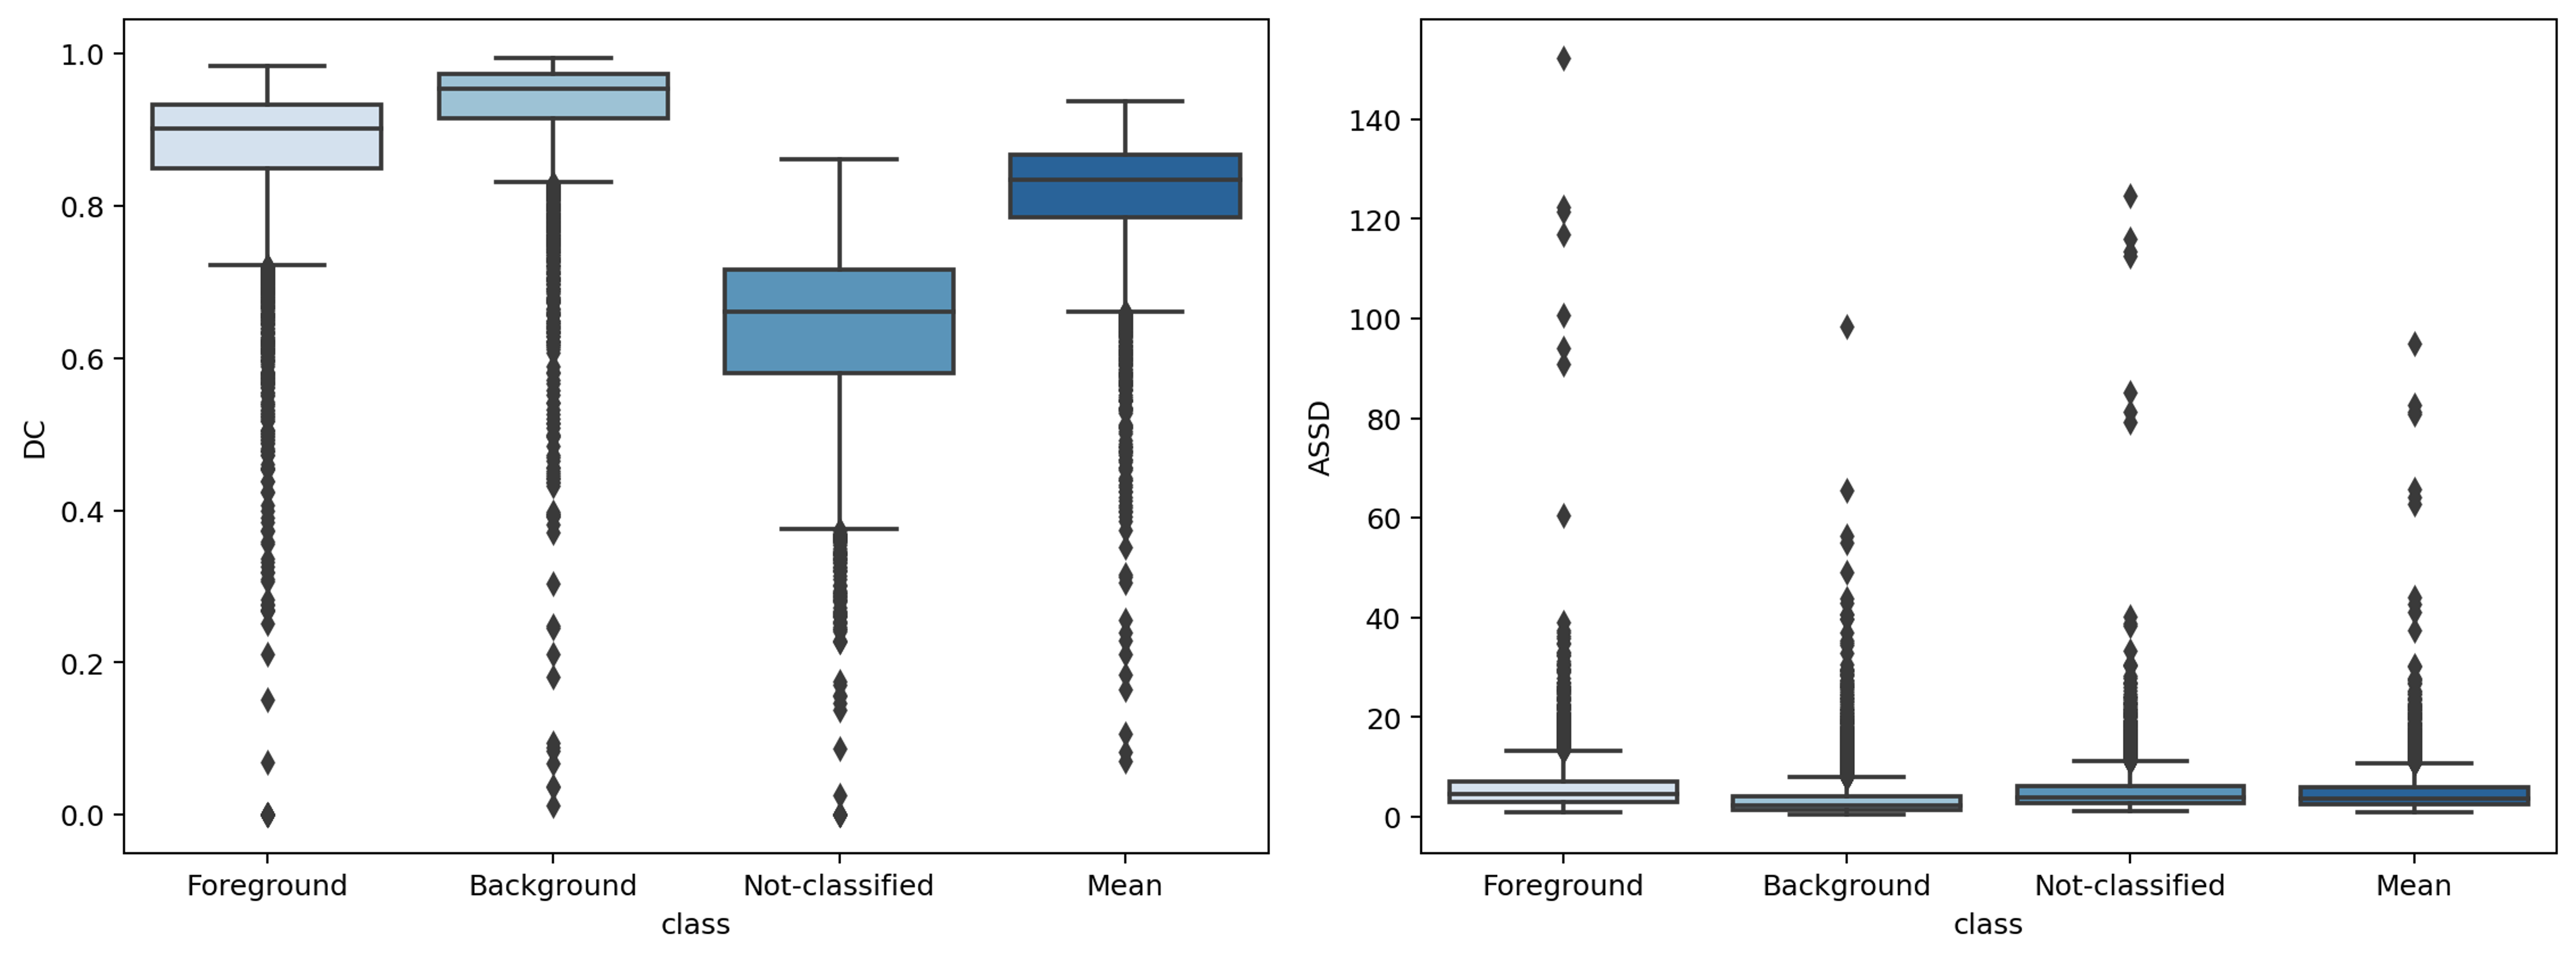 1.0
0.8
0.6
0.4
0.2
0.0
DC
Foreground Background Not-classified Mean
class
140
120
100
80
60
40
20
0
ASSD
Foreground Background Not-classified Mean
class